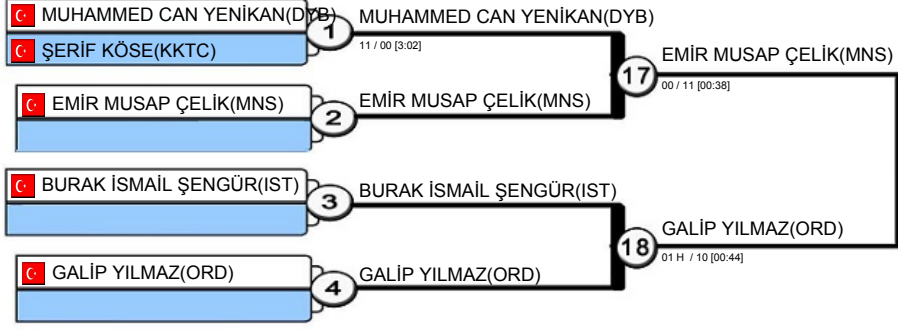 MUHAMMED CAN YENİKAN(DYB)
ŞERİF KÖSE(KKTC)
1
MUHAMMED CAN YENİKAN(DYB)
11 / 00 [3:02]
EMİR MUSAP ÇELİK(MNS)
2
EMİR MUSAP ÇELİK(MNS)
17
EMİR MUSAP ÇELİK(MNS)
00 / 11 [00:38]
BURAK İSMAİL ŞENGÜR(IST)
3
BURAK İSMAİL ŞENGÜR(IST)
GALİP YILMAZ(ORD)
4
GALİP YILMAZ(ORD)
18
GALİP YILMAZ(ORD)
01 H / 10 [00:44]